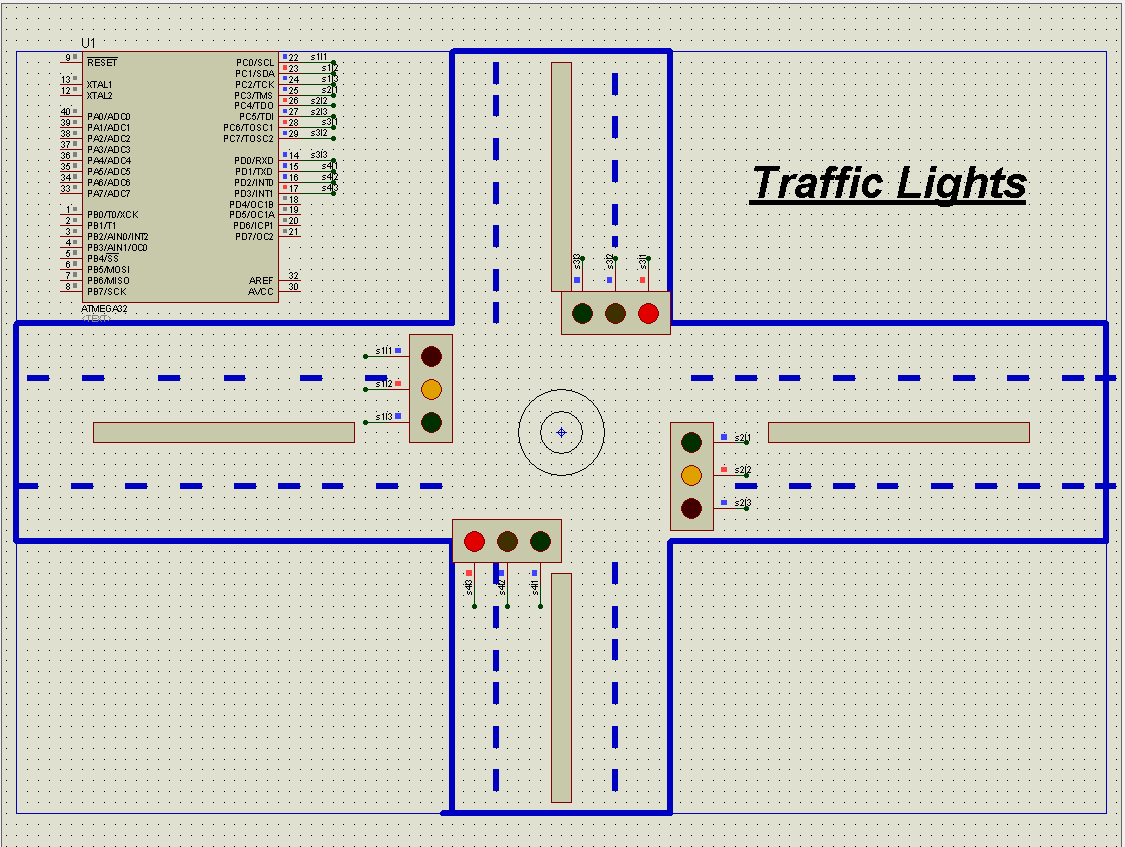 U1
9 RESET PC0/SCL 22 s1l1
PC1/SDA 23 s1l2
13 XTAL1 PC2/TCK 24 s1l3
12 XTAL2 PC3/TMS 25 s2l1
PC4/TDO 26 s2l2
40 PA0/ADC0 PC5/TDI 27 s2l3
39 PA1/ADC1 PC6/TOSC1 28 s3l1
38 PA2/ADC2 PC7/TOSC2 29 s3l2
37 PA3/ADC3
36 PA4/ADC4 PD0/RXD 14 s3l3
35 PA5/ADC5 PD1/TXD 15 s4l1
34 PA6/ADC6 PD2/INT0 16 s4l2
33 PA7/ADC7 PD3/INT1 17 s4l3
PD4/OC1B 18
1 PB0/T0/XCK PD5/OC1A 19
2 PB1/T1 PD6/ICP1 20
3 PB2/AIN0/INT2 PD7/OC2 21
4 PB3/AIN1/OC0
5 PB4/SS
6 PB5/MOSI
7 PB6/MISO AREF 32
8 PB7/SCK AVCC 30
ATMEGA32
<TEXT>
Traffic Lights
s3l3 s3l2 s3l1
s1l1
s1l2
s1l3
s2l1
s2l2
s2l3
s4l3 s4l2 s4l1